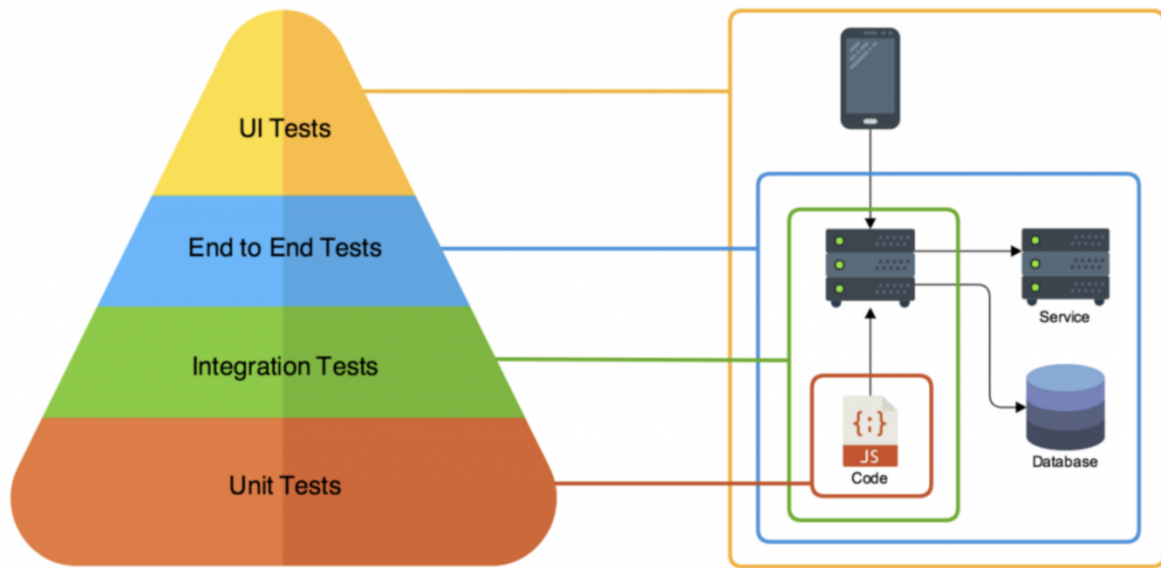 UI Tests
End to End Tests
Integration Tests
Unit Tests
Service
Database
{;}
JS
Code